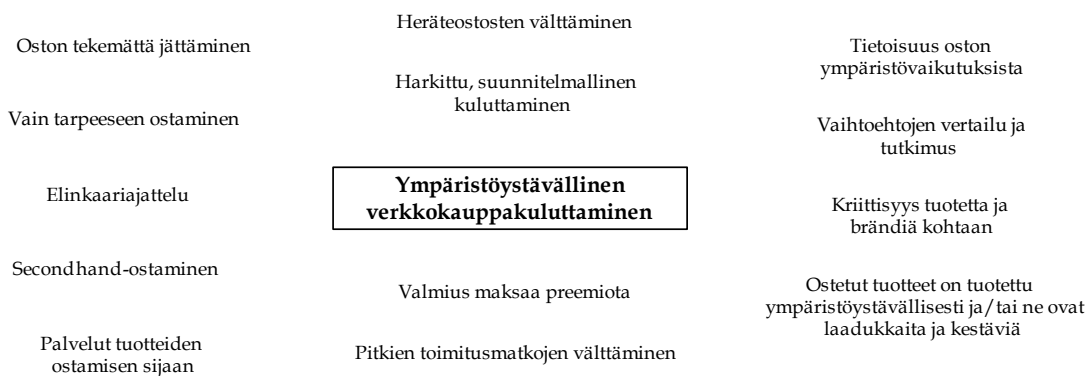 Oston tekemättä jättäminen
Vain tarpeeseen ostaminen
Elinkaariajattelu
Secondhand-ostaminen
Palvelut tuotteiden
ostamisen sijaan
Heräteostosten välttäminen
Harkittu, suunnitelmallinen
kuluttaminen
Ympäristöystävällinen
verkkokauppakuluttaminen
Valmius maksaa preemiota
Pitkien toimitusmatkojen välttäminen
Tietoisuus oston
ympäristövaikutuksista
Vaihtoehtojen vertailu ja
tutkimus
Kriittisyys tuotetta ja
brändiä kohtaan
Ostetut tuotteet on tuotettu
ympäristöystävällisesti ja/tai ne ovat
laadukkaita ja kestäviä